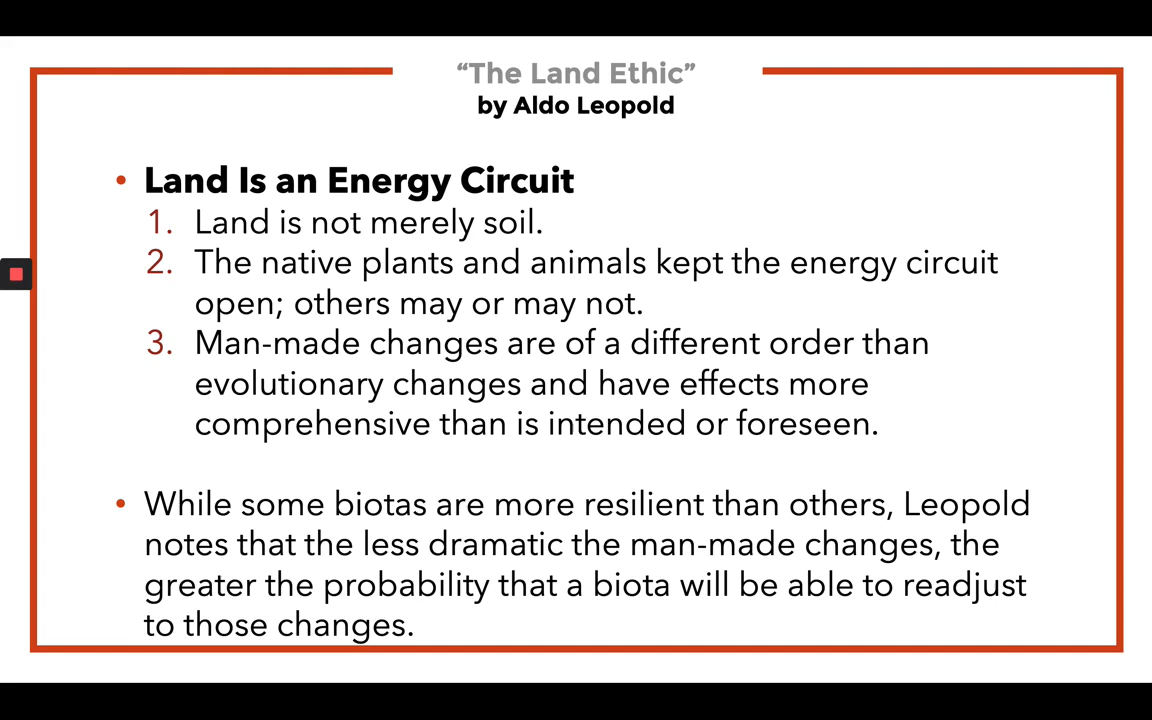 “The Land Ethic”
by Aldo Leopold
• Land Is an Energy Circuit
1. Land is not merely soil.
2. The native plants and animals kept the energy circuit
open; others may or may not.
3. Man-made changes are of a different order than
evolutionary changes and have effects more
comprehensive than is intended or foreseen.
• While some biotas are more resilient than others, Leopold
notes that the less dramatic the man-made changes, the
greater the probability that a biota will be able to readjust
to those changes.